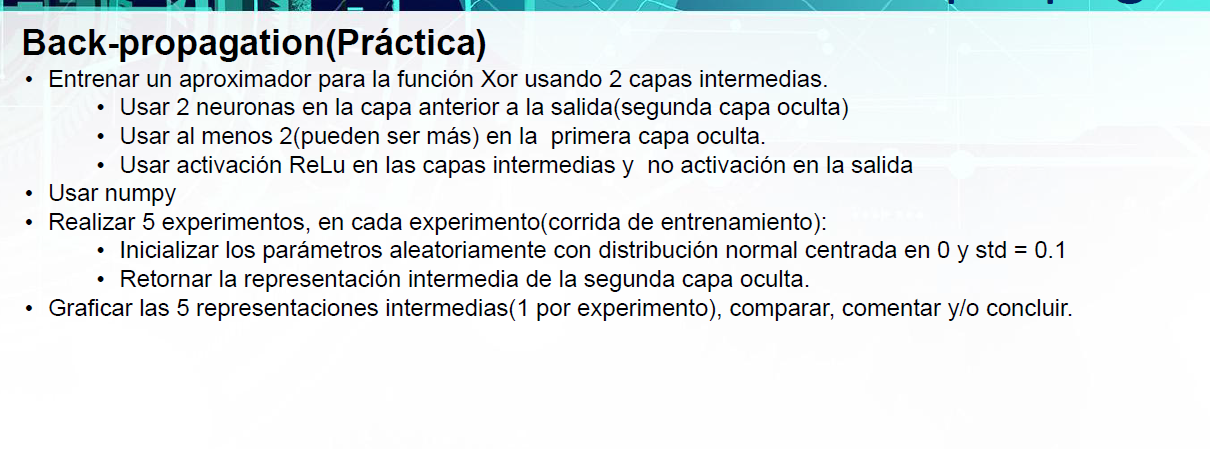 Back-propagation(Práctica)
• Entrenar un aproximador para la función Xor usando 2 capas intermedias.
• Usar 2 neuronas en la capa anterior a la salida(segunda capa oculta)
• Usar al menos 2(pueden ser más) en la primera capa oculta.
• Usar activación ReLu en las capas intermedias y no activación en la salida
• Usar numpy
• Realizar 5 experimentos, en cada experimento(corrida de entrenamiento):
• Inicializar los parámetros aleatoriamente con distribución normal centrada en 0 y std = 0.1
• Retornar la representación intermedia de la segunda capa oculta.
• Graficar las 5 representaciones intermedias(1 por experimento), comparar, comentar y/o concluir.